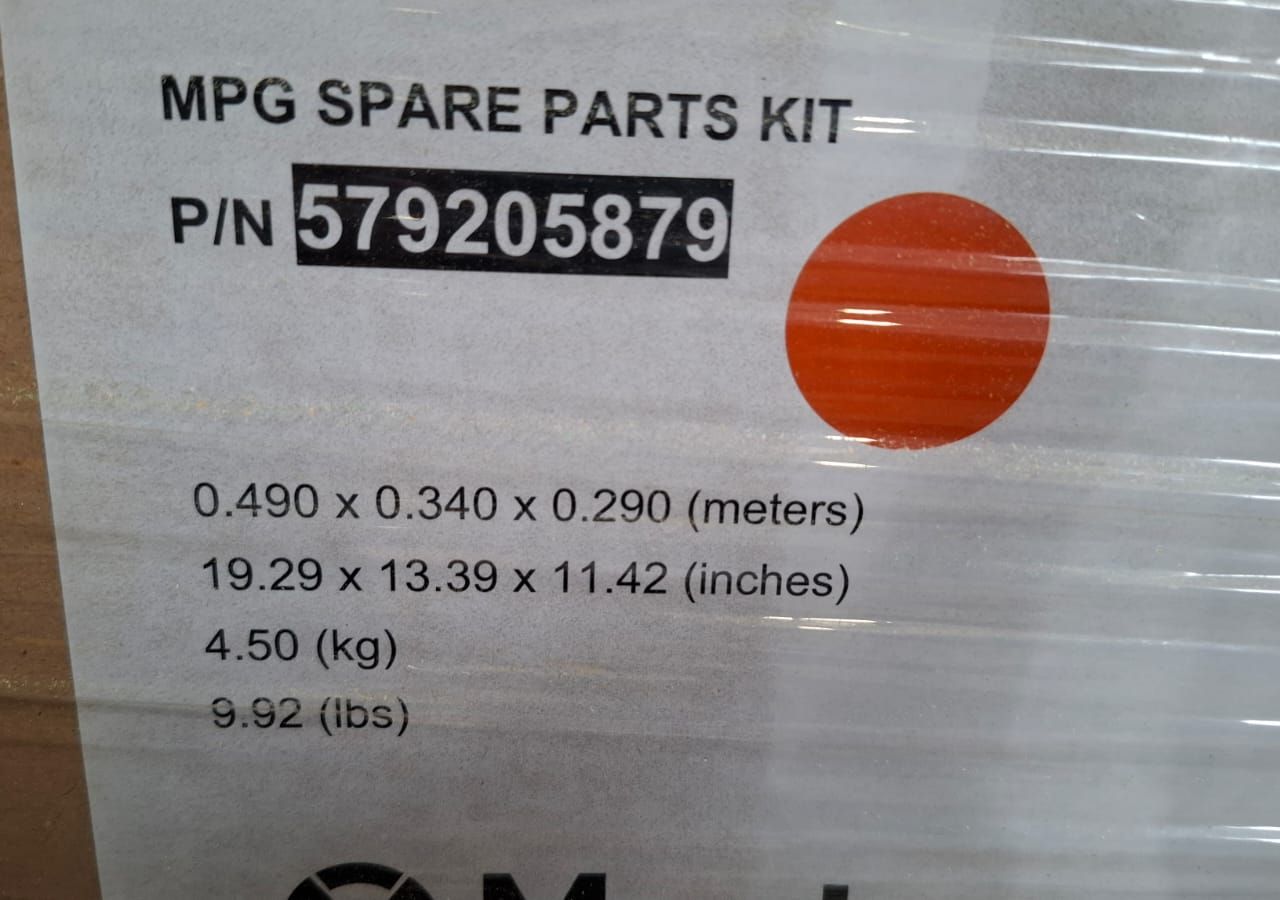 MPG SPARE PARTS KIT
P/N 579205879
0.490 x 0.340 x 0.290 (meters)
19.29 x 13.39 x 11.42 (inches)
4.50 (kg)
9.92 (lbs)